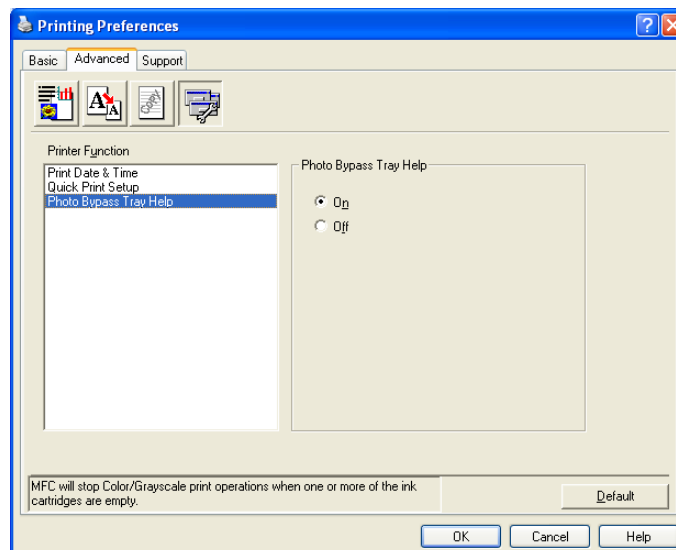 Printing Preferences
Basic
Advanced
Support
Printer Function
Print Date & Time
Quick Print Setup
Photo Bypass Tray Help
Photo Bypass Tray Help
On
Off
MFC will stop Color/Grayscale print operations when one or more of the ink
cartridges are empty.
Default
OK
Cancel
Help